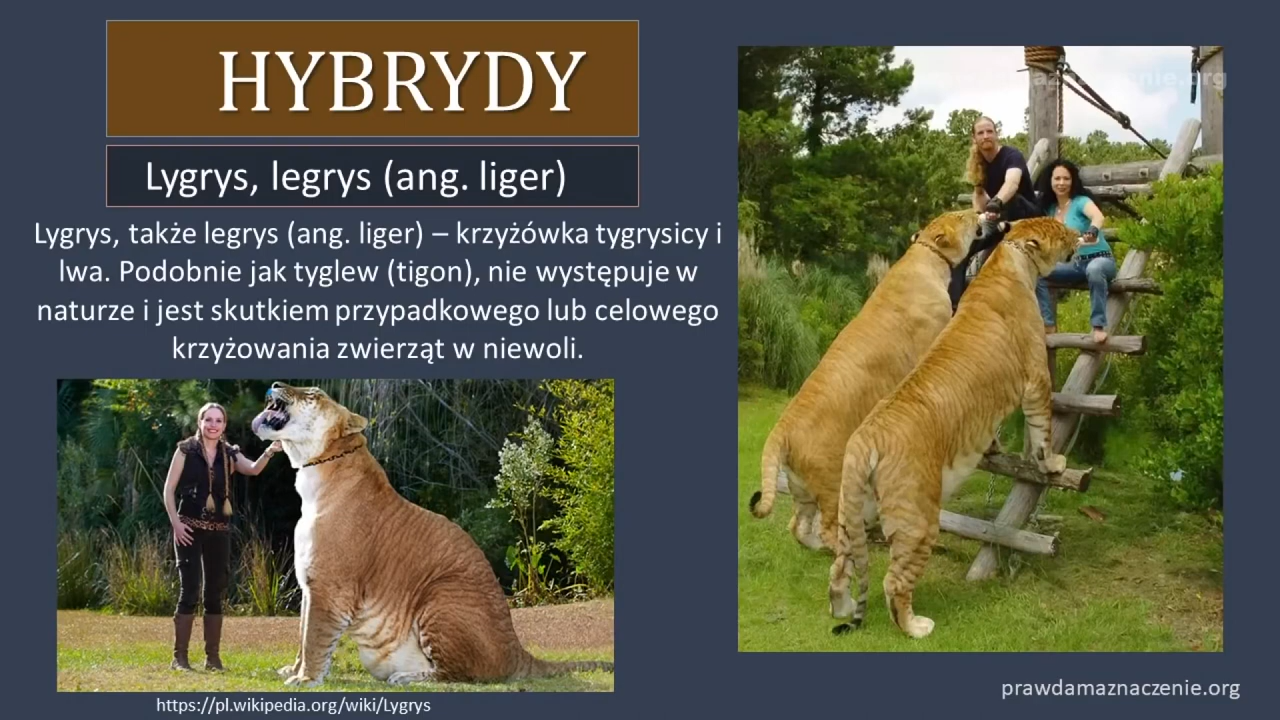 HYBRYDY
Lygrys, legrys (ang. liger)
Lygrys, także legrys (ang. liger) – krzyżówka tygrysicy i
lwa. Podobnie jak tyglew (tigon), nie występuje w
naturze i jest skutkiem przypadkowego lub celowego
krzyżowania zwierząt w niewoli.
https://pl.wikipedia.org/wiki/Lygrys
prawdamaznaczenie.org